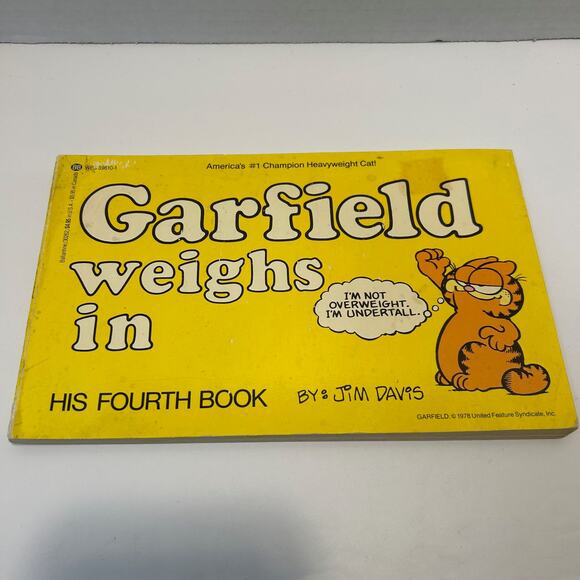 America's #1 Champion Heavyweight Cat!
Garfield
weighs
in
I'M NOT
OVERWEIGHT.
I'M UNDERTALL.
HIS FOURTH BOOK
BY: JIM DAVIS
GARFIELD, © 1978 United Feature Syndicate, Inc.